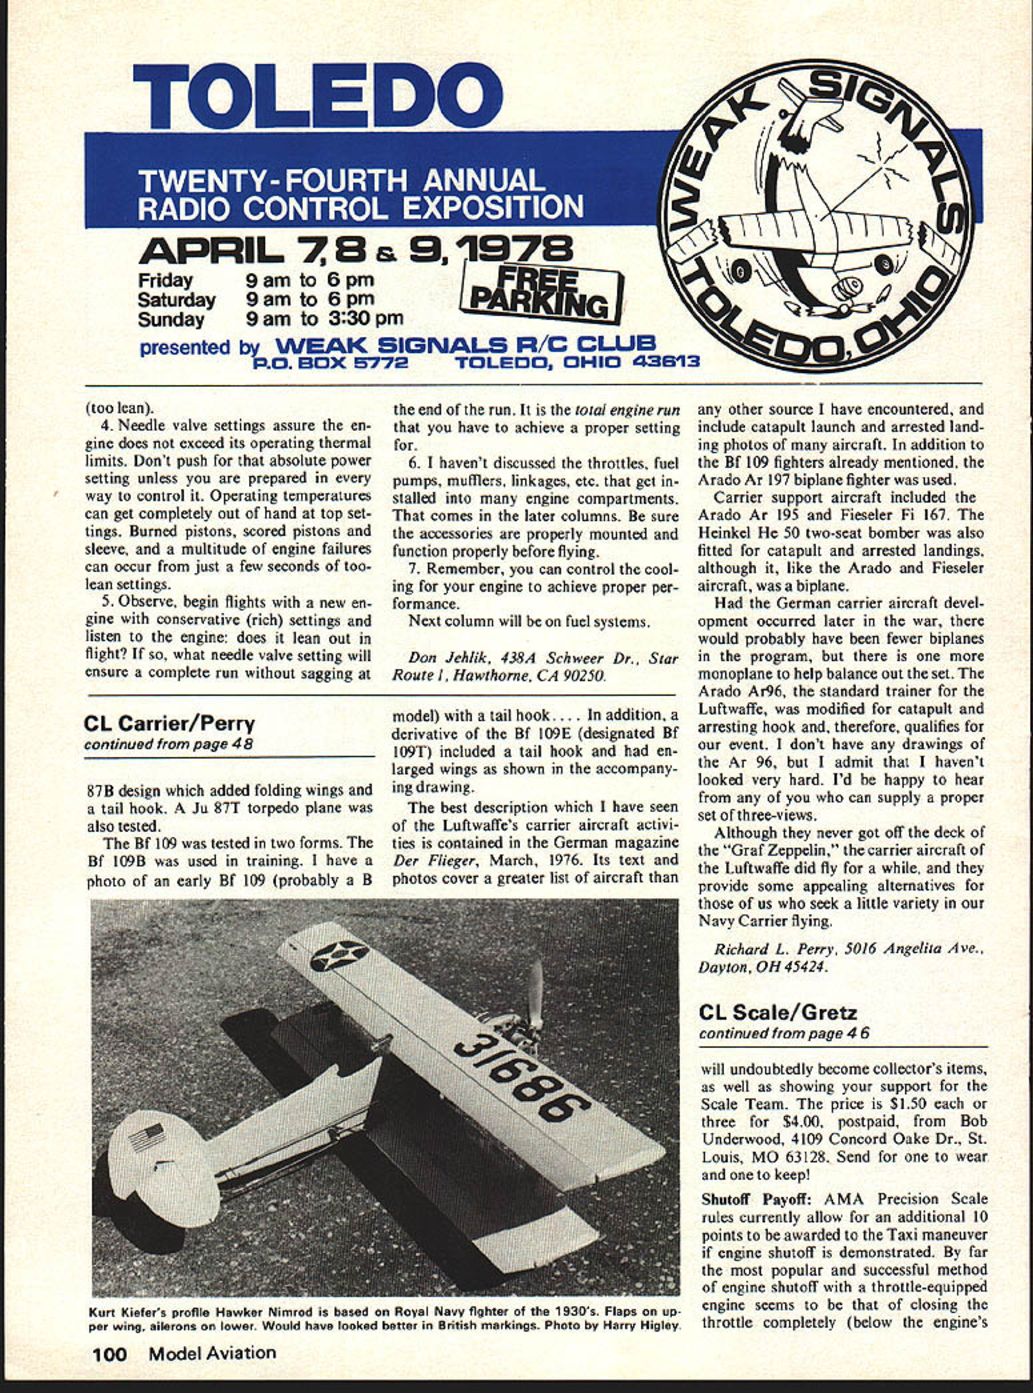 TOLEDO
TWENTY-FOURTH ANNUAL
RADIO CONTROL EXPOSITION
APRIL 7, 8 & 9, 1978
Friday 9 am to 6 pm
Saturday 9 am to 6 pm
Sunday 9 am to 3:30 pm
FREE
PARKING
presented by WEAK SIGNALS R/C CLUB
P.O. BOX 5772 TOLEDO, OHIO 43613
WEAK SIGNALS
TOLEDO, OHIO
(too lean).
4. Needle valve settings assure the en-
gine does not exceed its operating thermal
limits. Don't push for that absolute power
setting unless you are prepared in every
way to control it. Operating temperatures
can get completely out of hand at top set-
tings. Burned pistons, scored pistons and
sleeve, and a multitude of engine failures
can occur from just a few seconds of too-
lean settings.
5. Observe, begin flights with a new en-
gine with conservative (rich) settings and
listen to the engine: does it lean out in
flight? If so, what needle valve setting will
ensure a complete run without sagging at
the end of the run. It is the total engine run
that you have to achieve a proper setting
for.
6. I haven't discussed the throttles, fuel
pumps, mufflers, linkages, etc. that get in-
stalled into many engine compartments.
That comes in the later columns. Be sure
the accessories are properly mounted and
function properly before flying.
7. Remember, you can control the cool-
ing for your engine to achieve proper per-
formance.
Next column will be on fuel systems.
Don Jehlik, 438A Schweer Dr., Star
Route 1, Hawthorne, CA 90250.
CL Carrier/Perry
continued from page 48
87B design which added folding wings and
a tail hook. A Ju 87T torpedo plane was
also tested.
The Bf 109 was tested in two forms. The
Bf 109B was used in training. I have a
photo of an early Bf 109 (probably a B
model) with a tail hook.... In addition, a
derivative of the Bf 109E (designated Bf
109T) included a tail hook and had en-
larged wings as shown in the accompany-
ing drawing.
The best description which I have seen
of the Luftwaffe's carrier aircraft activi-
ties is contained in the German magazine
Der Flieger, March, 1976. Its text and
photos cover a greater list of aircraft than
any other source I have encountered, and
include catapult launch and arrested land-
ing photos of many aircraft. In addition to
the Bf 109 fighters already mentioned, the
Arado Ar 197 biplane fighter was used.
Carrier support aircraft included the
Arado Ar 195 and Fieseler Fi 167. The
Heinkel He 50 two-seat bomber was also
fitted for catapult and arrested landings,
although it, like the Arado and Fieseler
aircraft, was a biplane.
Had the German carrier aircraft devel-
opment occurred later in the war, there
would probably have been fewer biplanes
in the program, but there is one more
monoplane to help balance out the set. The
Arado Ar96, the standard trainer for the
Luftwaffe, was modified for catapult and
arresting hook and, therefore, qualifies for
our event. I don't have any drawings of
the Ar 96, but I admit that I haven't
looked very hard. I'd be happy to hear
from any of you who can supply a proper
set of three-views.
Although they never got off the deck of
the "Graf Zeppelin," the carrier aircraft of
the Luftwaffe did fly for a while, and they
provide some appealing alternatives for
those of us who seek a little variety in our
Navy Carrier flying.
Richard L. Perry, 5016 Angelita Ave.,
Dayton, OH 45424.
CL Scale/Gretz
continued from page 46
will undoubtedly become collector's items,
as well as showing your support for the
Scale Team. The price is $1.50 each or
three for $4.00, postpaid, from Bob
Underwood, 4109 Concord Oake Dr., St.
Louis, MO 63128. Send for one to wear
and one to keep!
Shutoff Payoff: AMA Precision Scale
rules currently allow for an additional 10
points to be awarded to the Taxi maneuver
if engine shutoff is demonstrated. By far
the most popular and successful method
of engine shutoff with a throttle-equipped
engine seems to be that of closing the
throttle completely (below the engine's
31686
Kurt Kiefer's profile Hawker Nimrod is based on Royal Navy fighter of the 1930's. Flaps on up-
per wing, ailerons on lower. Would have looked better in British markings. Photo by Harry Higley.
100 Model Aviation